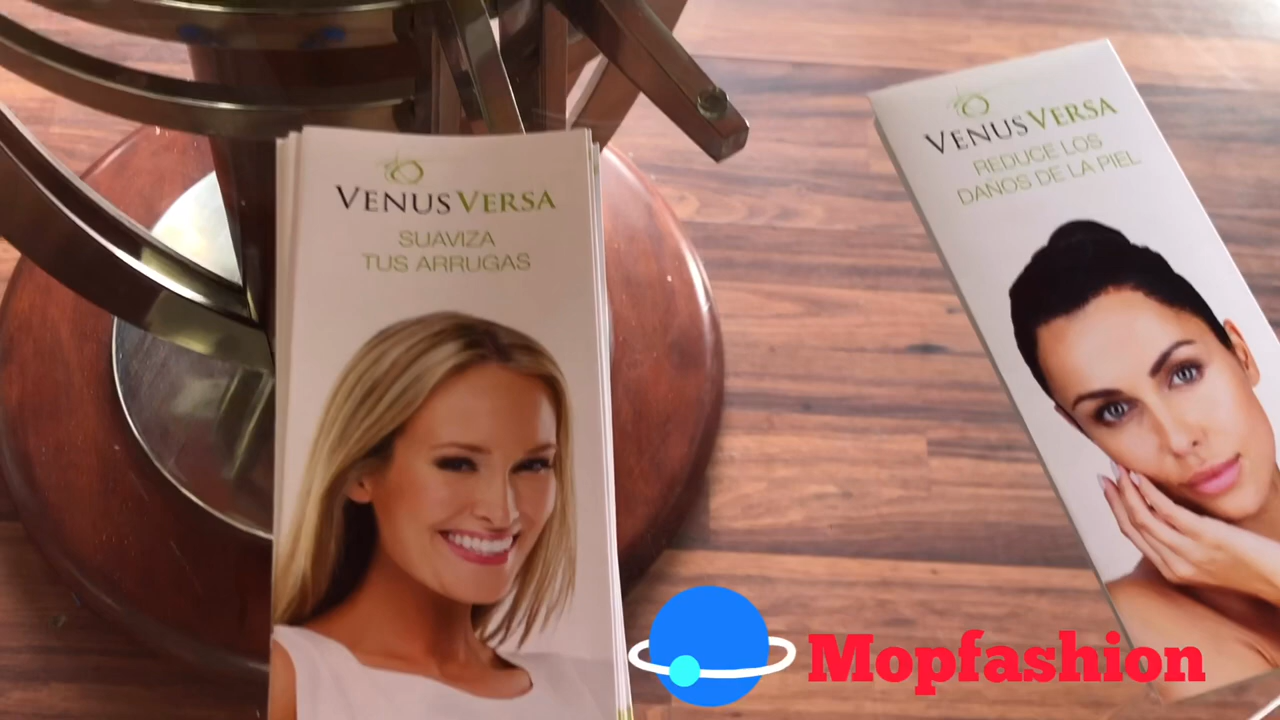 VENUS VERSA
SUAVIZA
TUS ARRUGAS
VENUS VERSA
REDUCE LOS
DAÑOS DE LA PIEL
Mopfashion